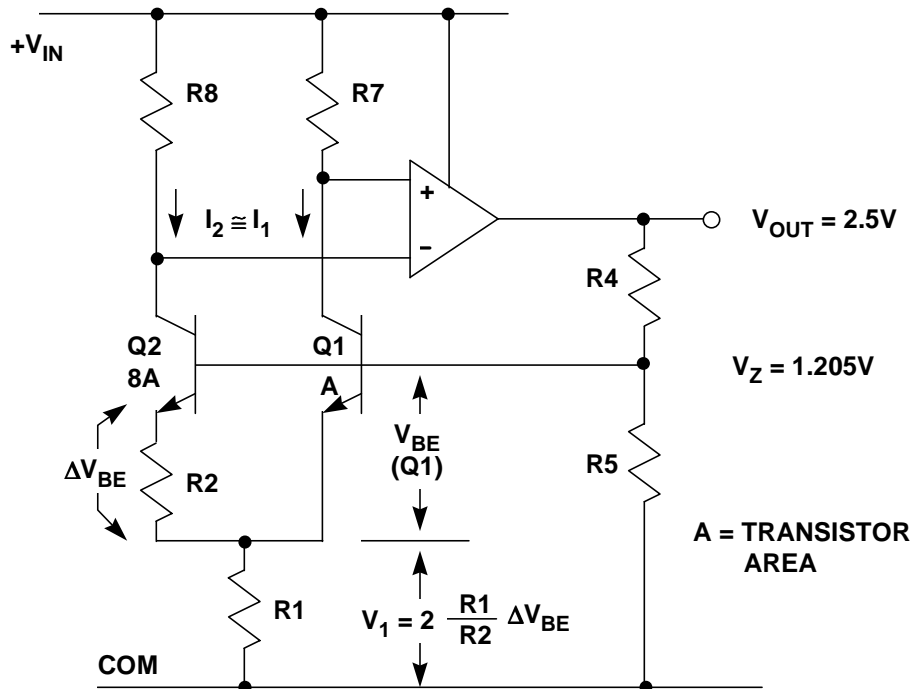 +VIN
R8
R7
+
I2 ≅ I1
−
VOUT = 2.5V
R4
Q2
8A
Q1
A
VZ = 1.205V
VBE
(Q1)
ΔVBE
R2
R5
A = TRANSISTOR
AREA
R1
V1 = 2 R1/R2 ΔVBE
COM